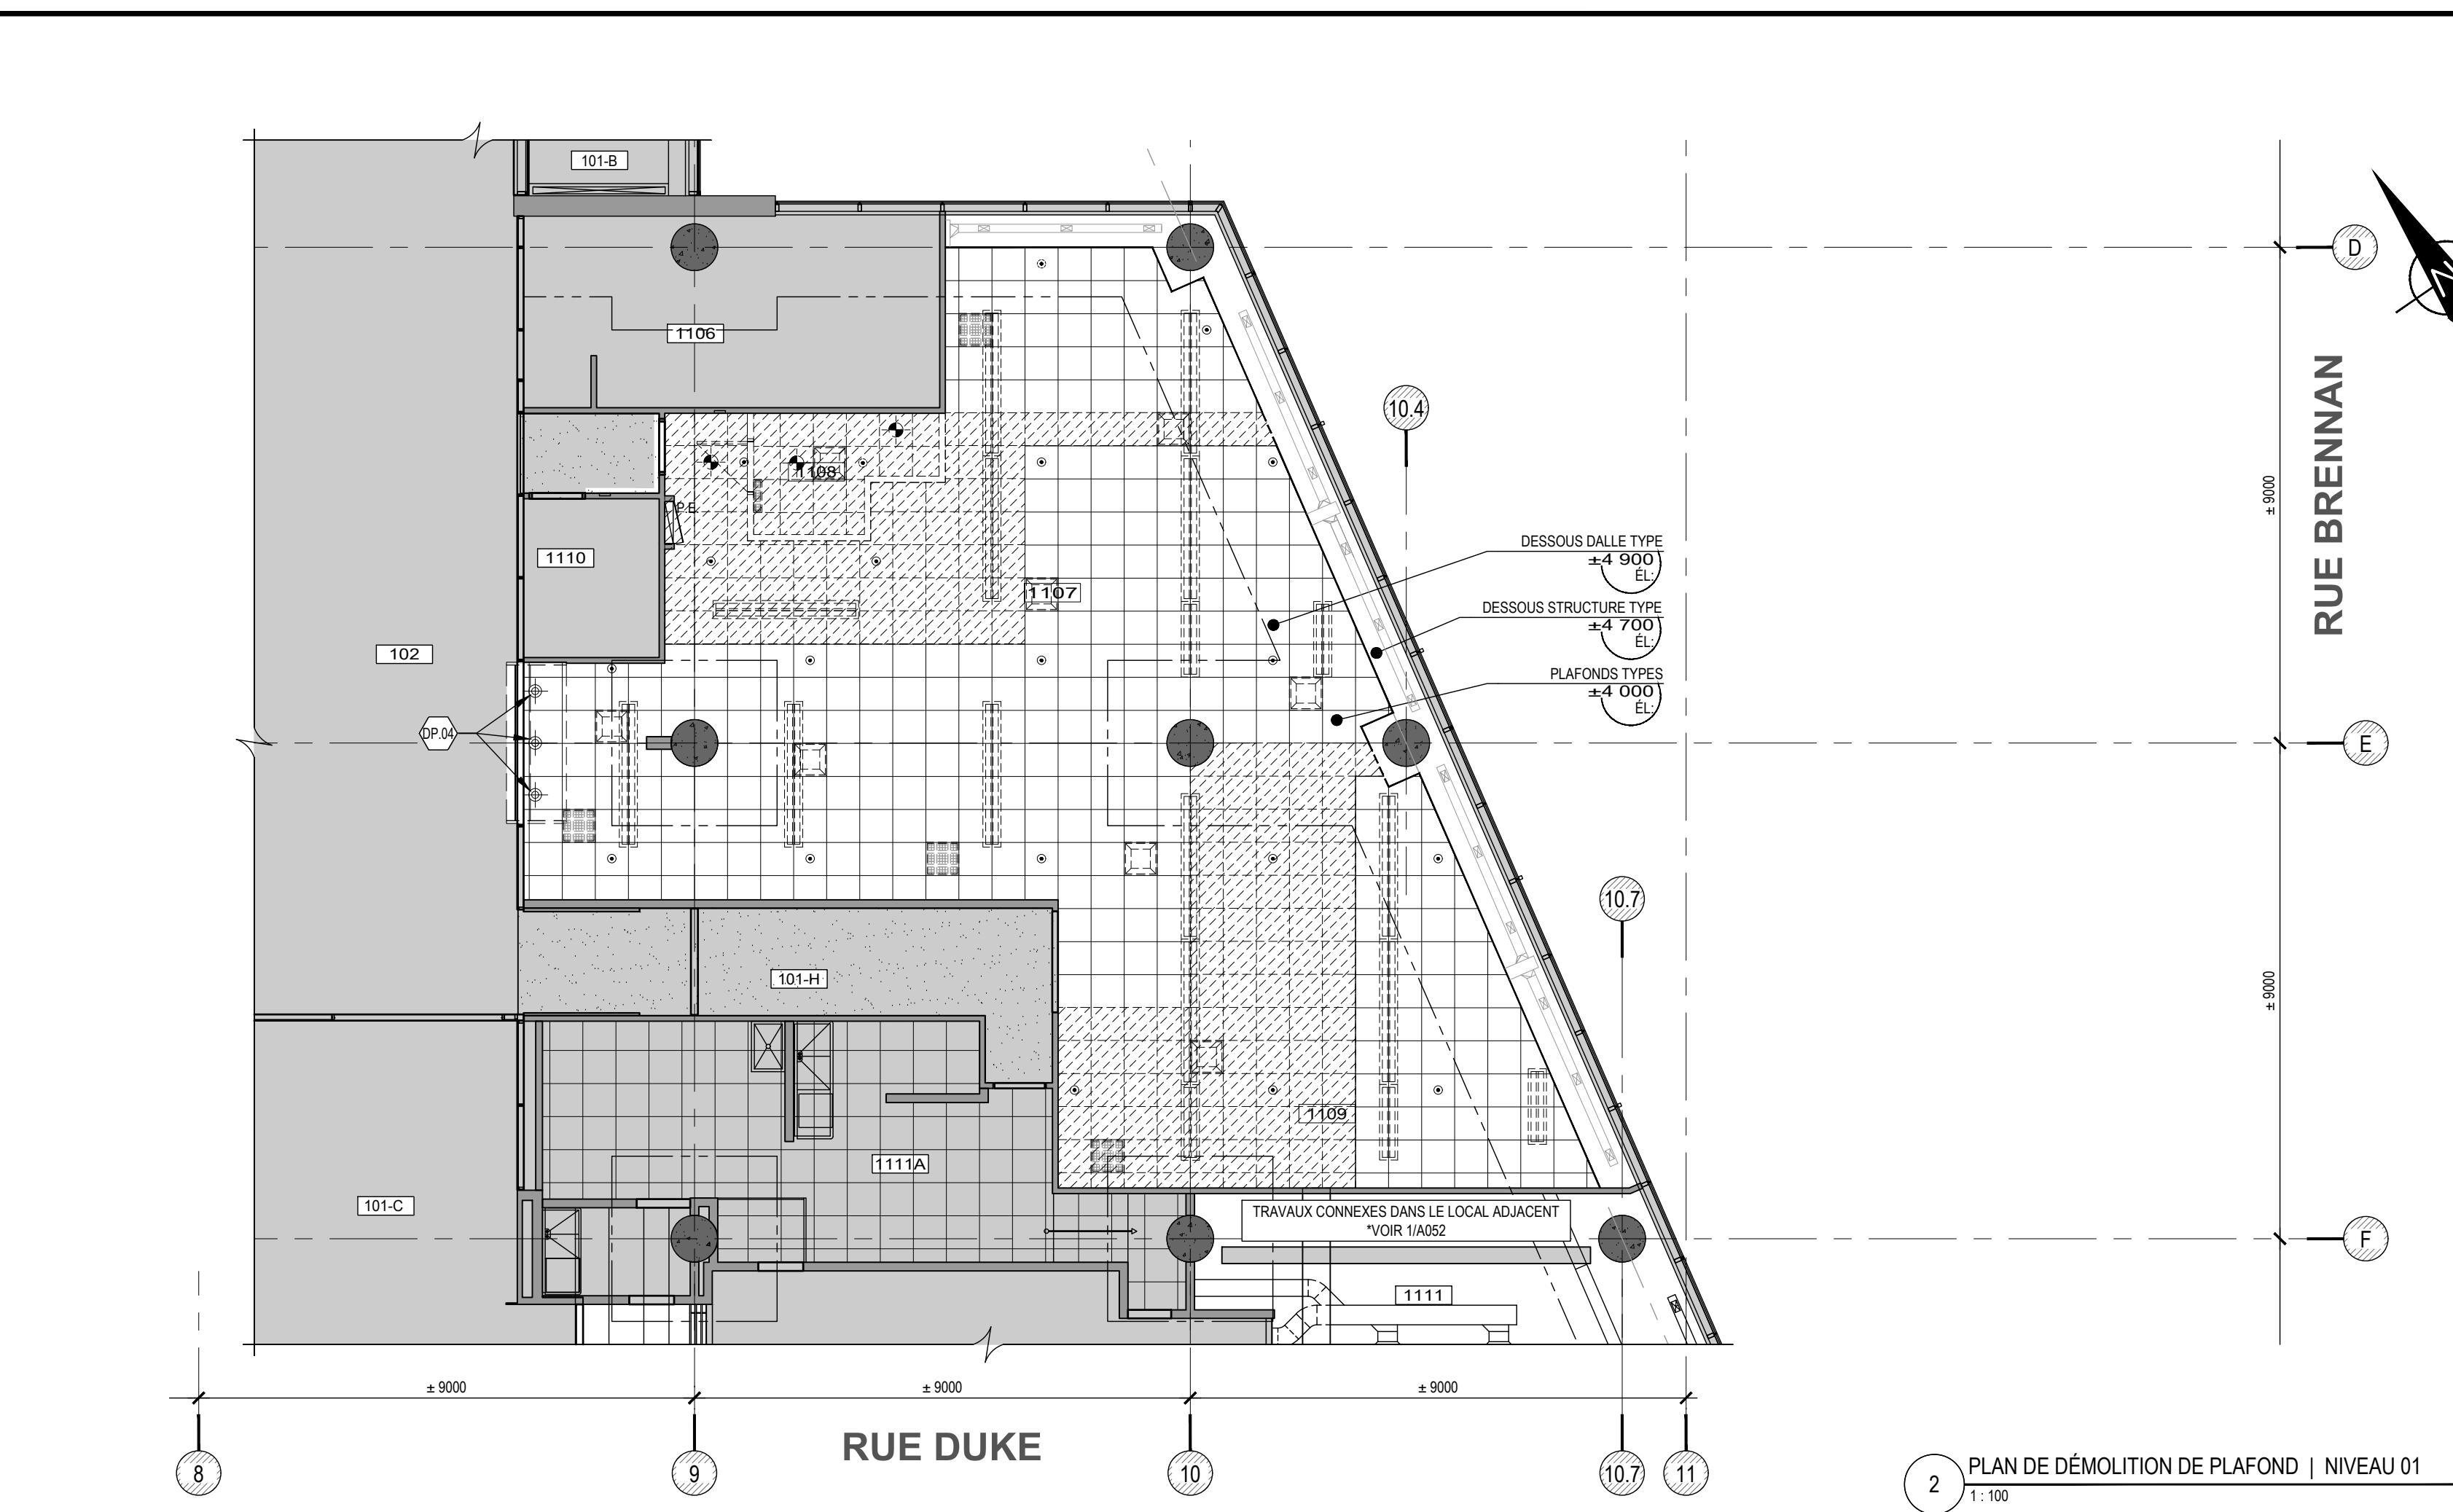 101-B
D
1106
RUE BRENNAN
10.4
± 9000
1108
P.E.
DESSOUS DALLE TYPE
±4 900
ÉL:
1110
1107
DESSOUS STRUCTURE TYPE
±4 700
ÉL:
102
PLAFONDS TYPES
±4 000
ÉL:
DP.04
E
10.7
101-H
± 9000
1109
1111A
101-C
TRAVAUX CONNEXES DANS LE LOCAL ADJACENT
*VOIR 1/A052
F
1111
± 9000
± 9000
± 9000
RUE DUKE
8
9
10
10.7
11
2
PLAN DE DÉMOLITION DE PLAFOND | NIVEAU 01
1 : 100